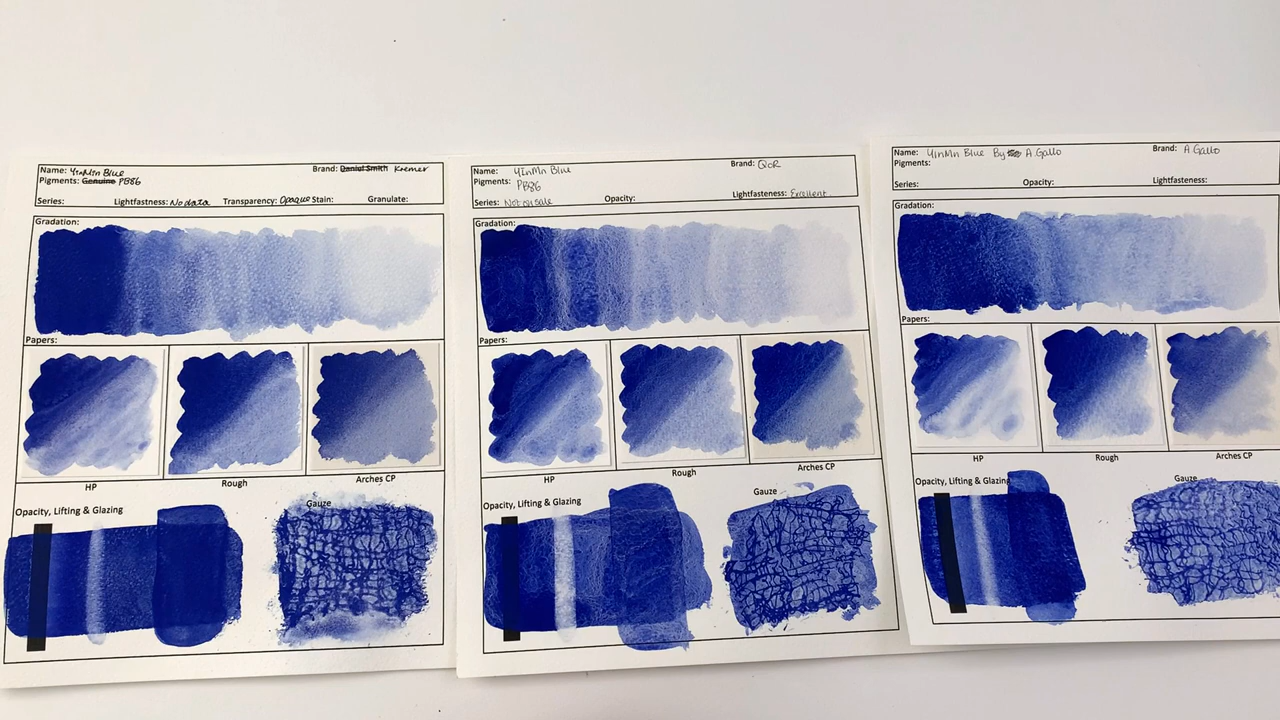 Name: YinMn Blue Brand: Daniel Smith Kremer
Pigments: Genuine PB86
Series: Lightfastness: No data Transparency: Opaque Stain: Granulate:
Gradation:
Papers:
HP Rough Arches CP
Opacity, Lifting & Glazing Gauze
Name: YInMn Blue Brand: QoR
Pigments: PB86
Series: Not on sale Opacity: Lightfasteness: Excellent
Gradation:
Papers:
HP Rough Arches CP
Opacity, Lifting & Glazing Gauze
Name: YInMn Blue By A.Gallo Brand: A.Gallo
Pigments:
Series: Opacity: Lightfasteness:
Gradation:
Papers:
HP Rough Arches CP
Opacity, Lifting & Glazing Gauze